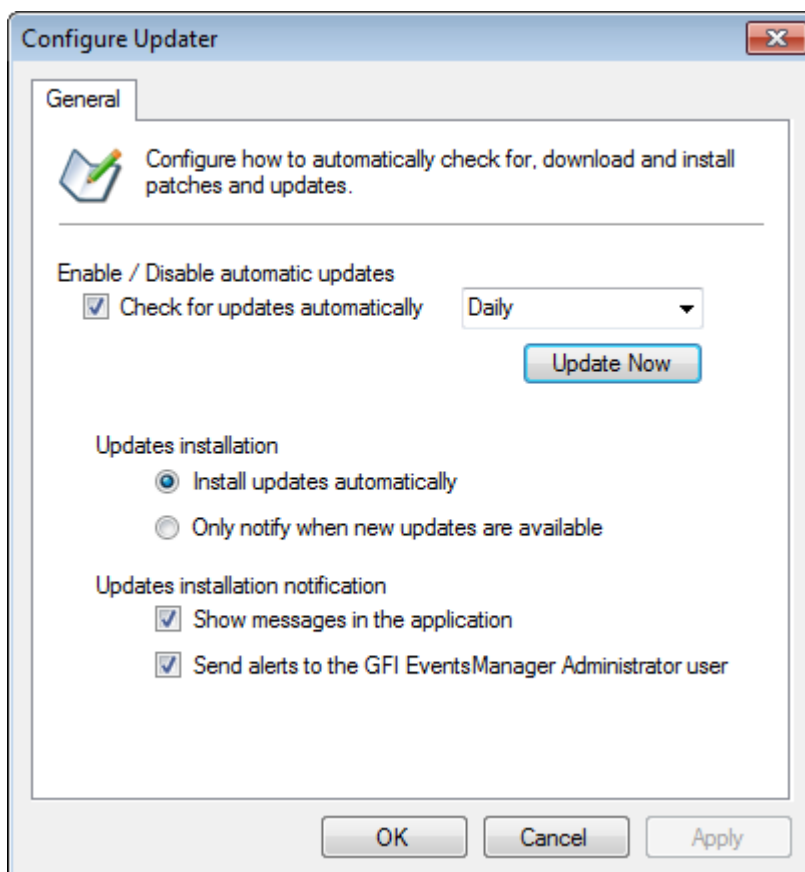 Configure Updater
General
Configure how to automatically check for, download and install
patches and updates.
Enable / Disable automatic updates
Check for updates automatically
Daily
Update Now
Updates installation
Install updates automatically
Only notify when new updates are available
Updates installation notification
Show messages in the application
Send alerts to the GFI EventsManager Administrator user
OK
Cancel
Apply